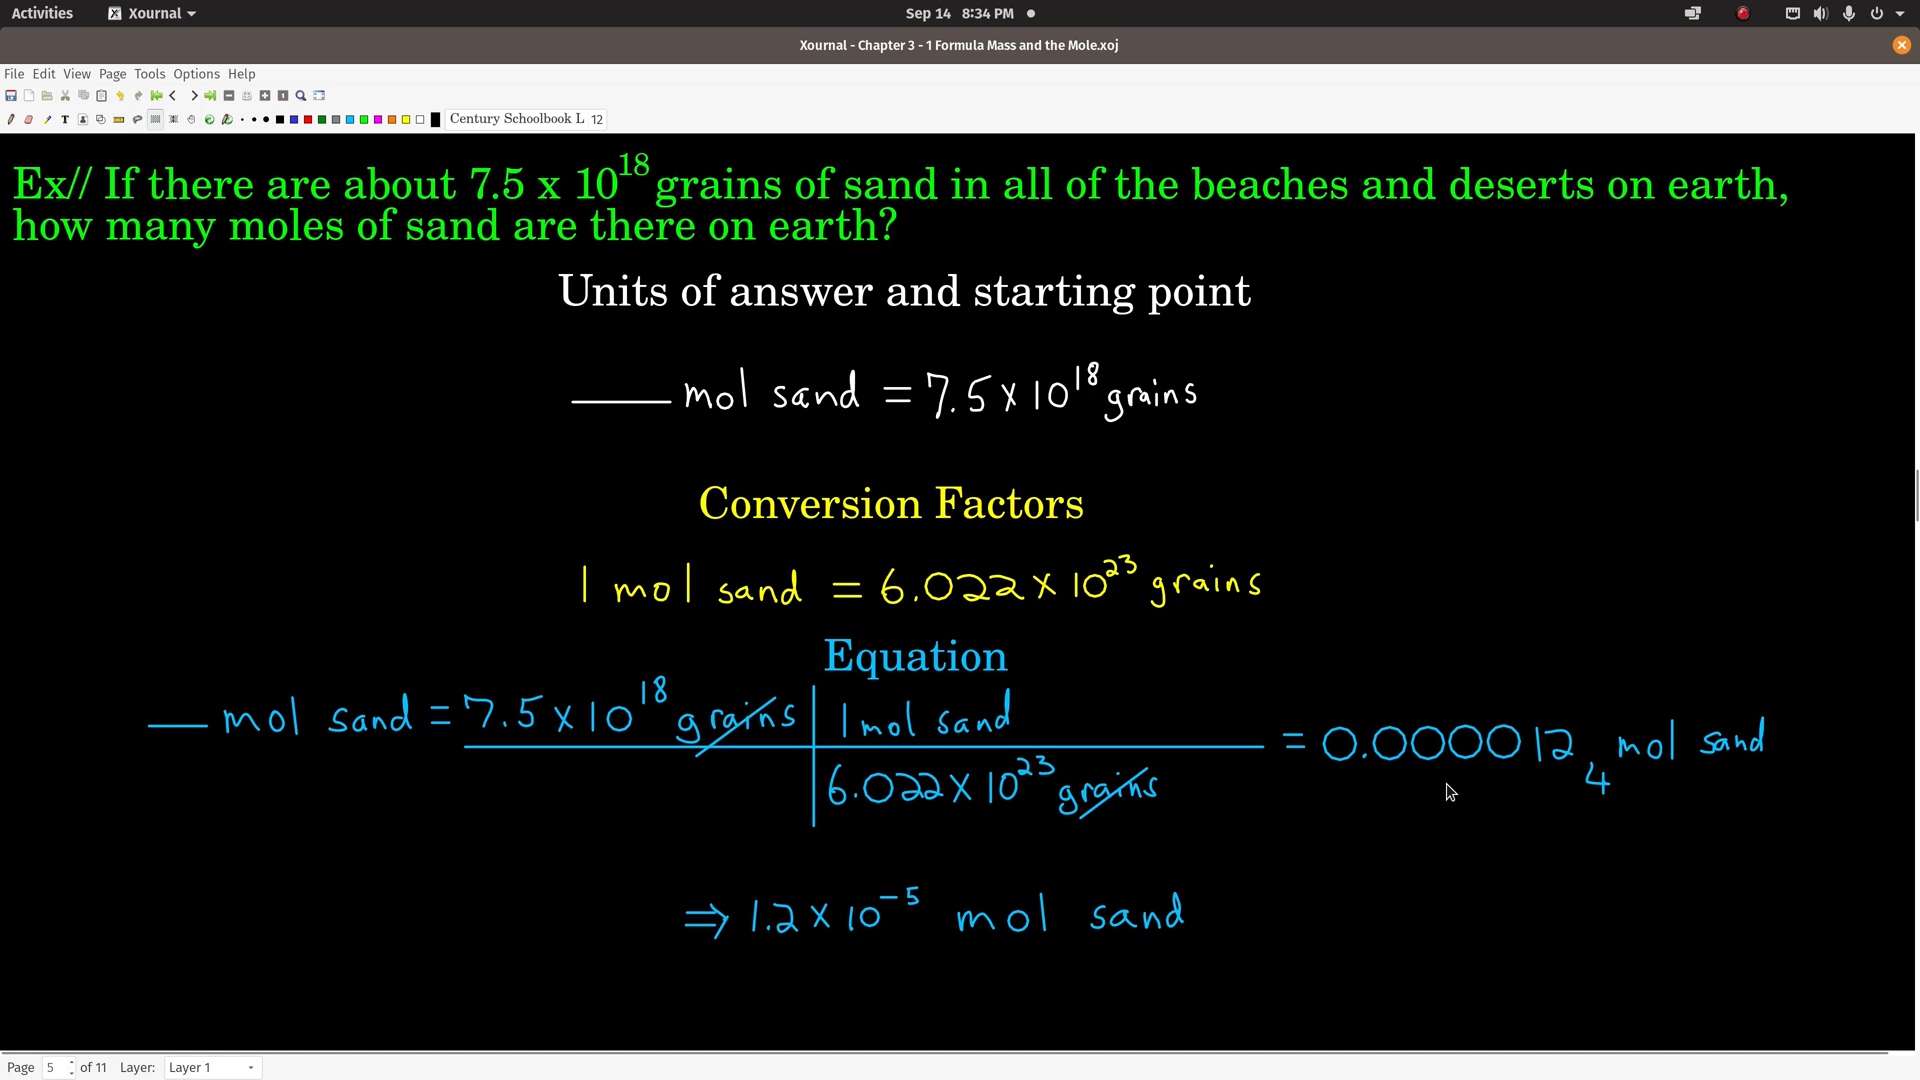 Activities Xournal Sep 14 8:34 PM
Xournal - Chapter 3 - 1 Formula Mass and the Mole.xoj
File Edit View Page Tools Options Help
Century Schoolbook L 12
Ex// If there are about 7.5 x 10^18 grains of sand in all of the beaches and deserts on earth,
how many moles of sand are there on earth?
Units of answer and starting point
____ mol sand = 7.5 x 10^18 grains
Conversion Factors
1 mol sand = 6.022 x 10^23 grains
Equation
__ mol sand = 7.5 x 10^18 grains | 1 mol sand
6.022 x 10^23 grains
= 0.000012₄ mol sand
⇒ 1.2 x 10^-5 mol sand
Page 5 of 11 Layer: Layer 1